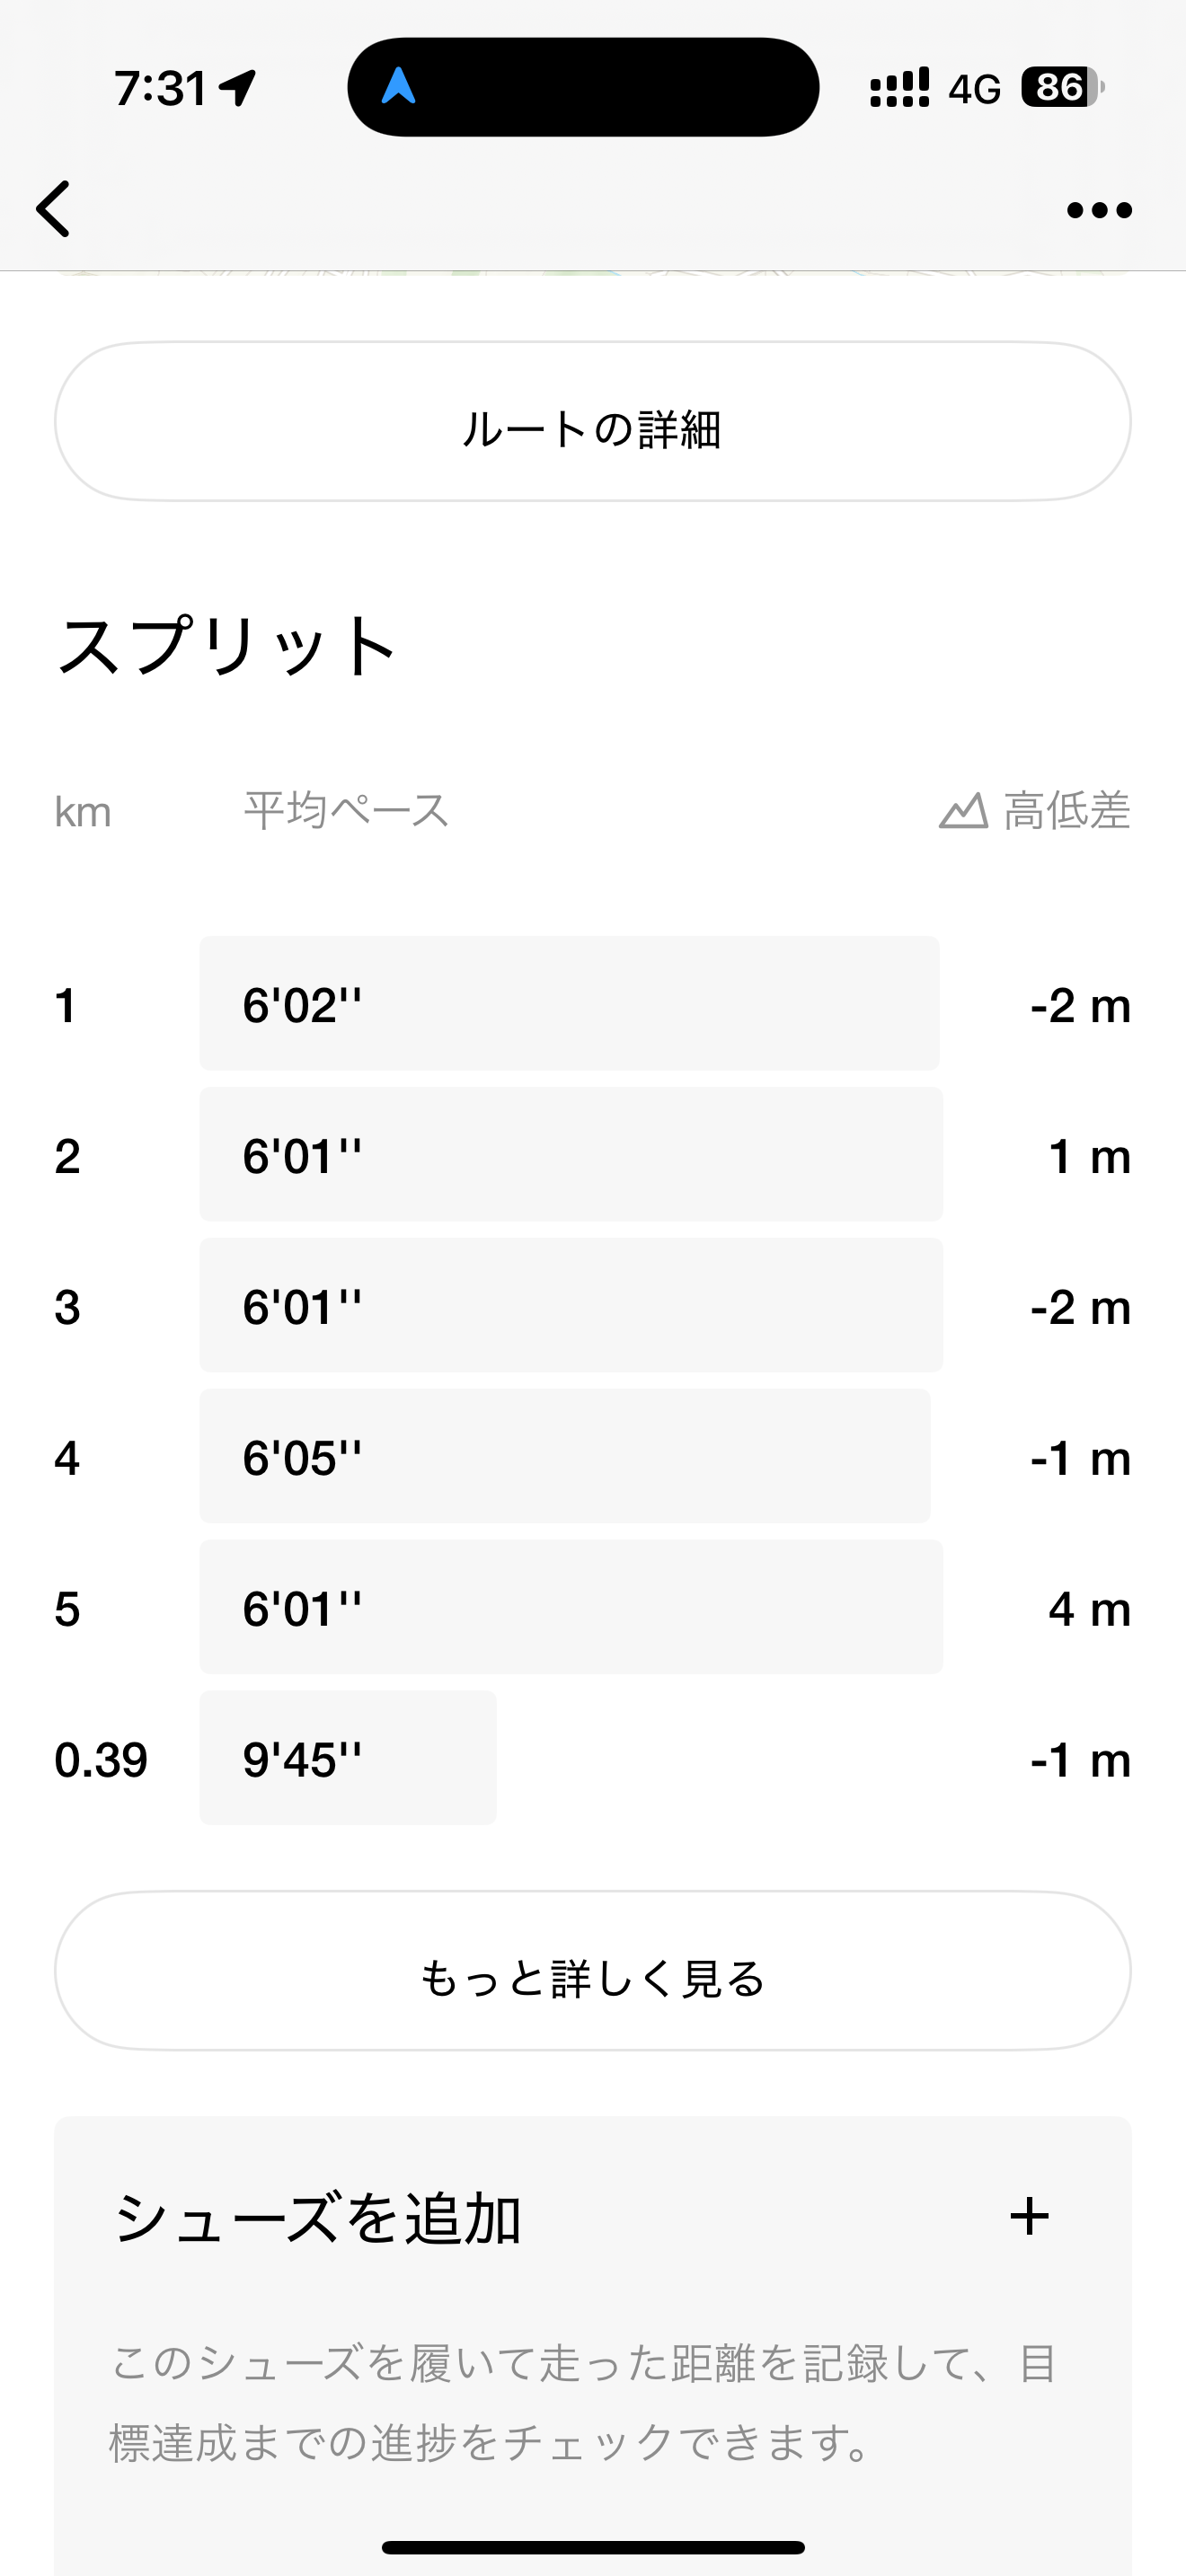 7:31 4G 86
ルートの詳細
スプリット
km 平均ペース 高低差
1 6'02'' -2 m
2 6'01'' 1 m
3 6'01'' -2 m
4 6'05'' -1 m
5 6'01'' 4 m
0.39 9'45'' -1 m
もっと詳しく見る
シューズを追加 +
このシューズを履いて走った距離を記録して、目
標達成までの進捗をチェックできます。